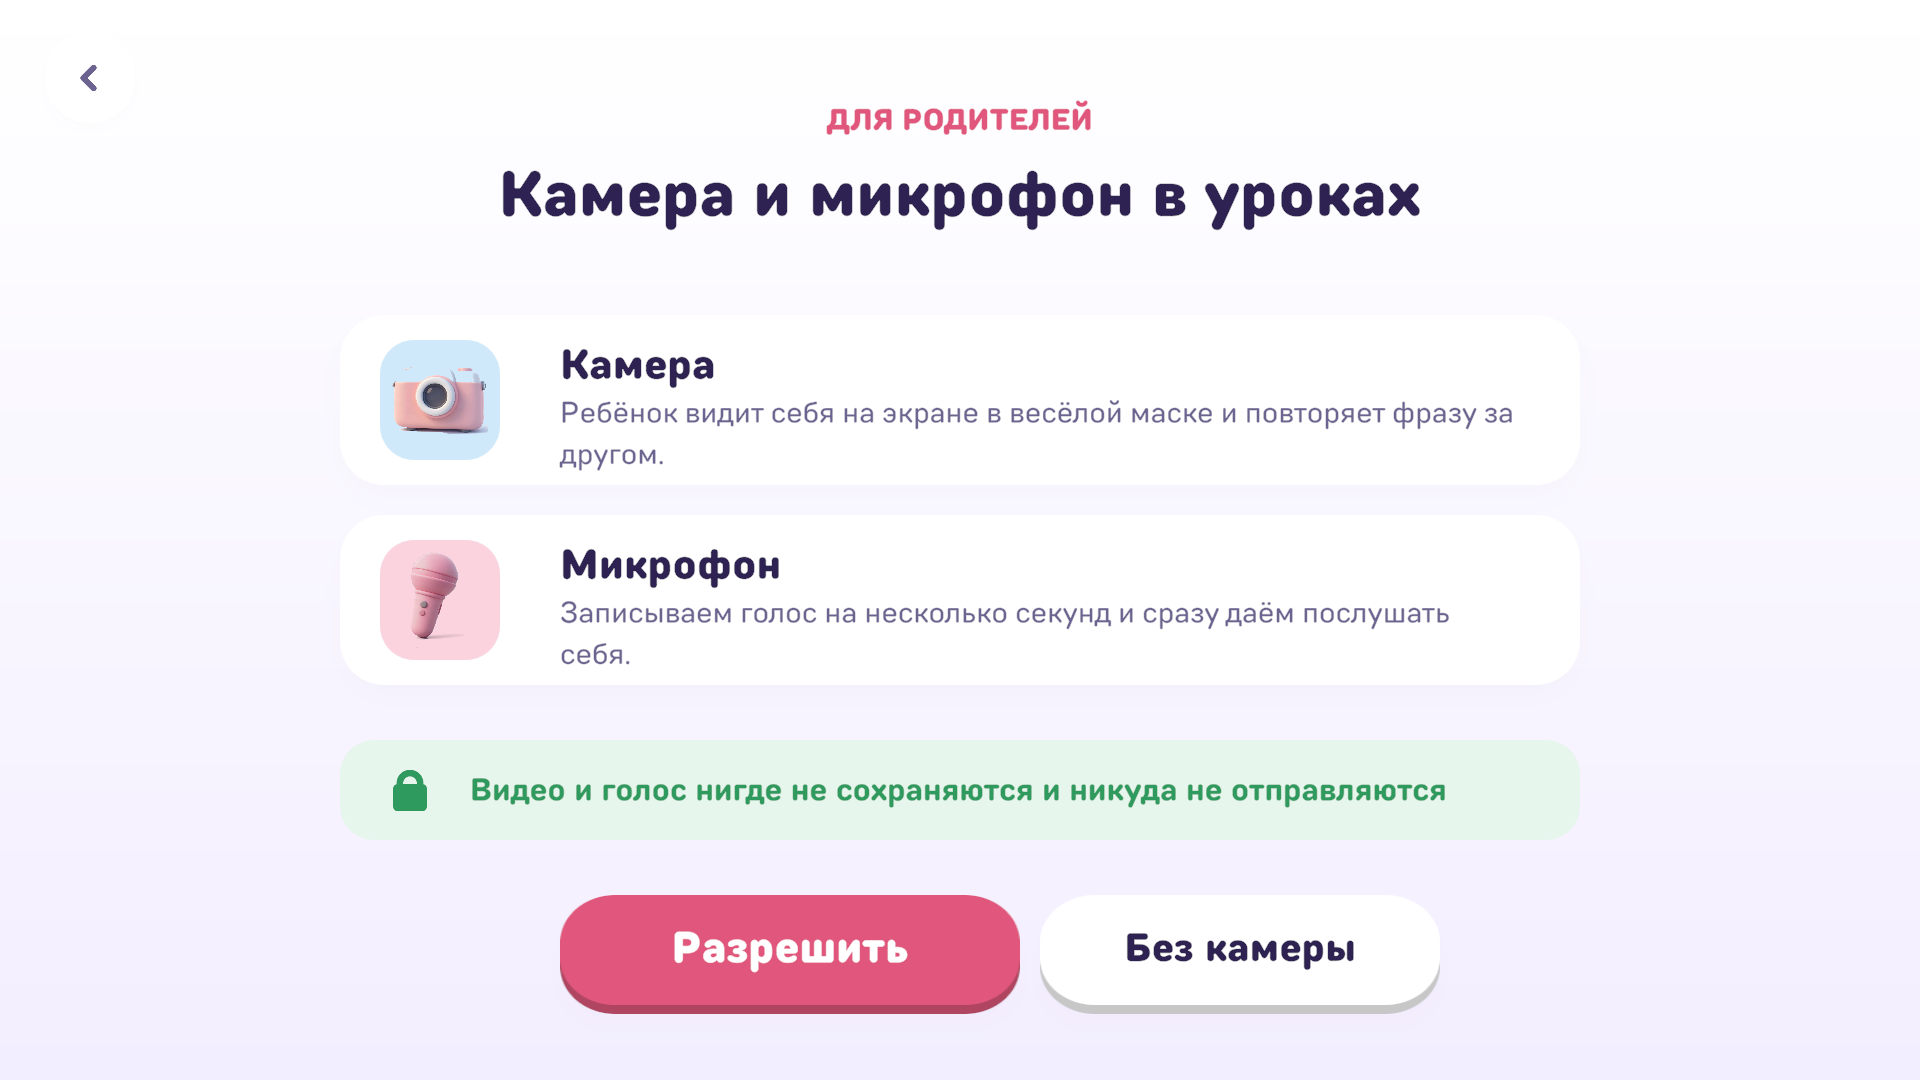 ДЛЯ РОДИТЕЛЕЙ
Камера и микрофон в уроках
Камера
Ребёнок видит себя на экране в весёлой маске и повторяет фразу за
другом.
Микрофон
Записываем голос на несколько секунд и сразу даём послушать
себя.
Видео и голос нигде не сохраняются и никуда не отправляются
Разрешить
Без камеры